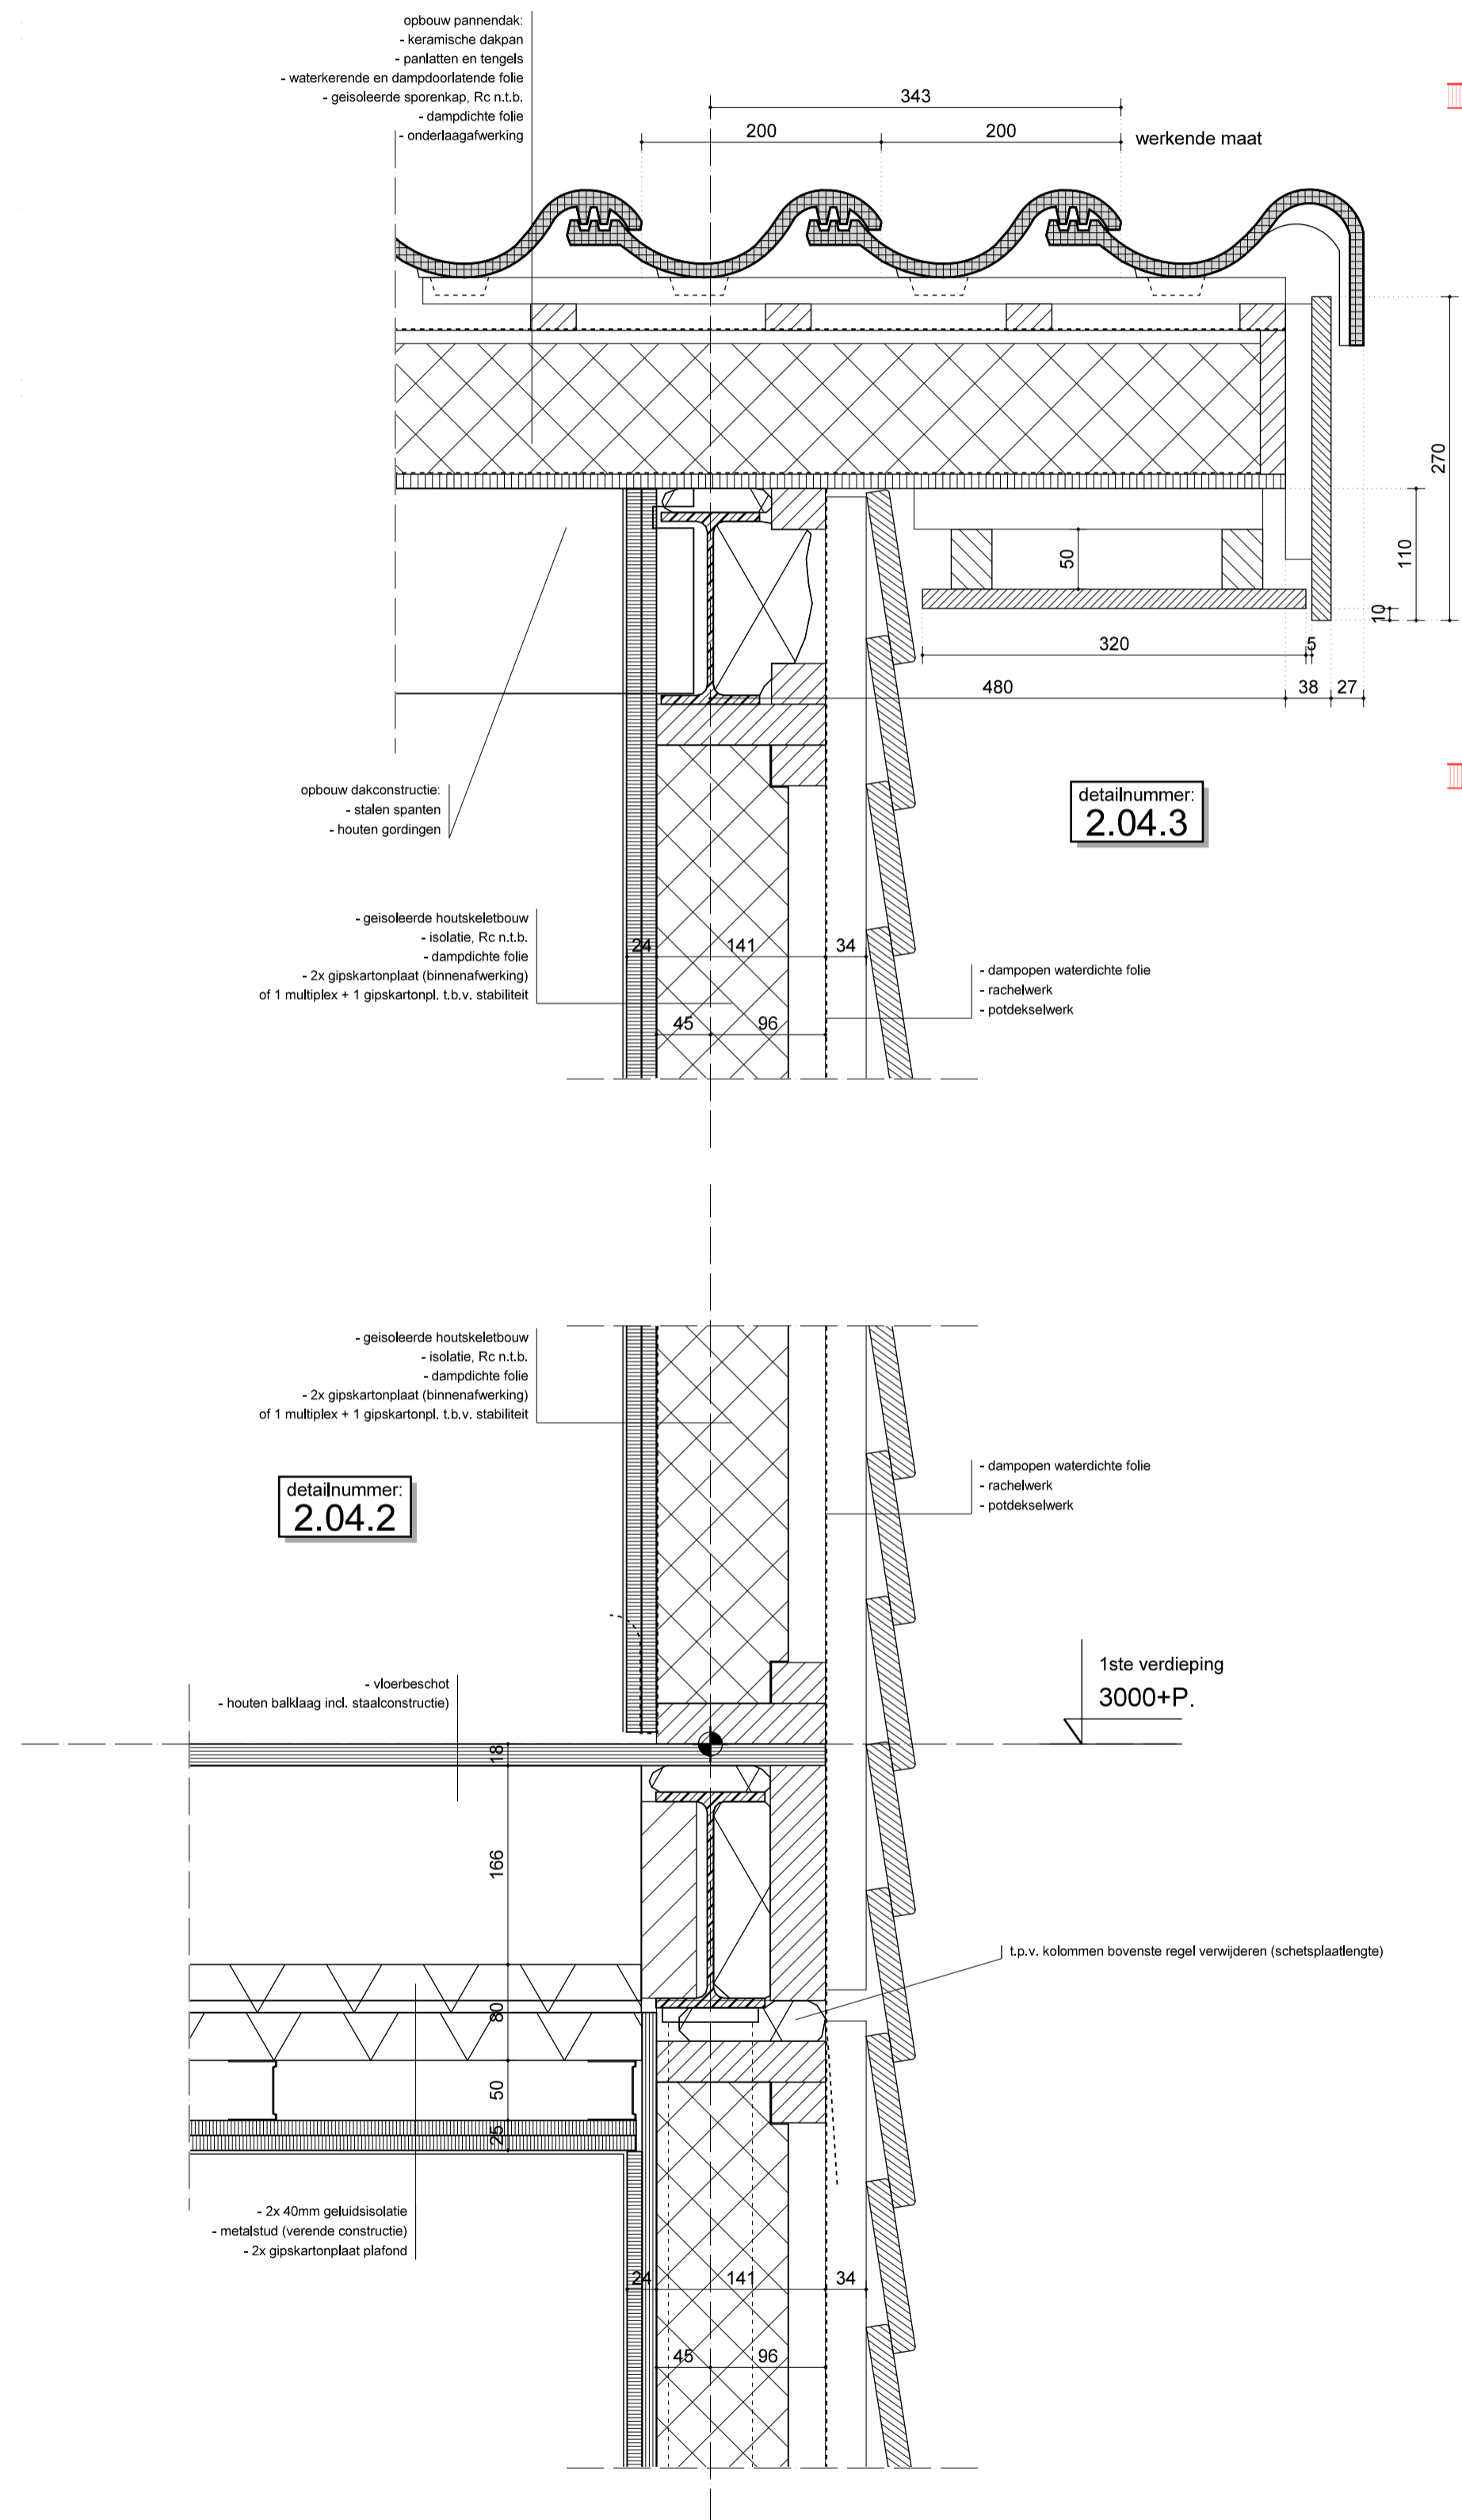 opbouw pannendak:
- keramische dakpan
- panlatten en tengels
- waterkerende en dampdoorlatende folie
- geisoleerde sporenkap, Rc n.t.b.
- dampdichte folie
- onderlaagafwerking
343
200
200
werkende maat
270
110
50
10
320
5
480
38
27
opbouw dakconstructie:
- stalen spanten
- houten gordingen
detailnummer:
2.04.3
- geisoleerde houtskeletbouw
- isolatie, Rc n.t.b.
- dampdichte folie
- 2x gipskartonplaat (binnenafwerking)
of 1 multiplex + 1 gipskartonpl. t.b.v. stabiliteit
24
141
34
45
96
- dampopen waterdichte folie
- rachelwerk
- potdekselwerk
- geisoleerde houtskeletbouw
- isolatie, Rc n.t.b.
- dampdichte folie
- 2x gipskartonplaat (binnenafwerking)
of 1 multiplex + 1 gipskartonpl. t.b.v. stabiliteit
detailnummer:
2.04.2
- dampopen waterdichte folie
- rachelwerk
- potdekselwerk
1ste verdieping
3000+P.
- vloerbeschot
- houten balklaag incl. staalconstructie)
18
166
80
50
25
t.p.v. kolommen bovenste regel verwijderen (schetsplaatlengte)
- 2x 40mm geluidsisolatie
- metalstud (verende constructie)
- 2x gipskartonplaat plafond
24
141
34
45
96